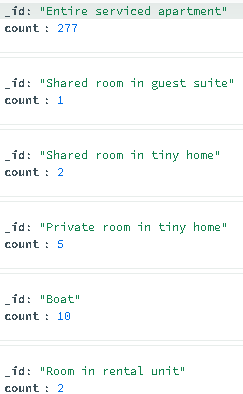 _id: "Entire serviced apartment"
count : 277
_id: "Shared room in guest suite"
count : 1
_id: "Shared room in tiny home"
count : 2
_id: "Private room in tiny home"
count : 5
_id: "Boat"
count : 10
_id: "Room in rental unit"
count : 2